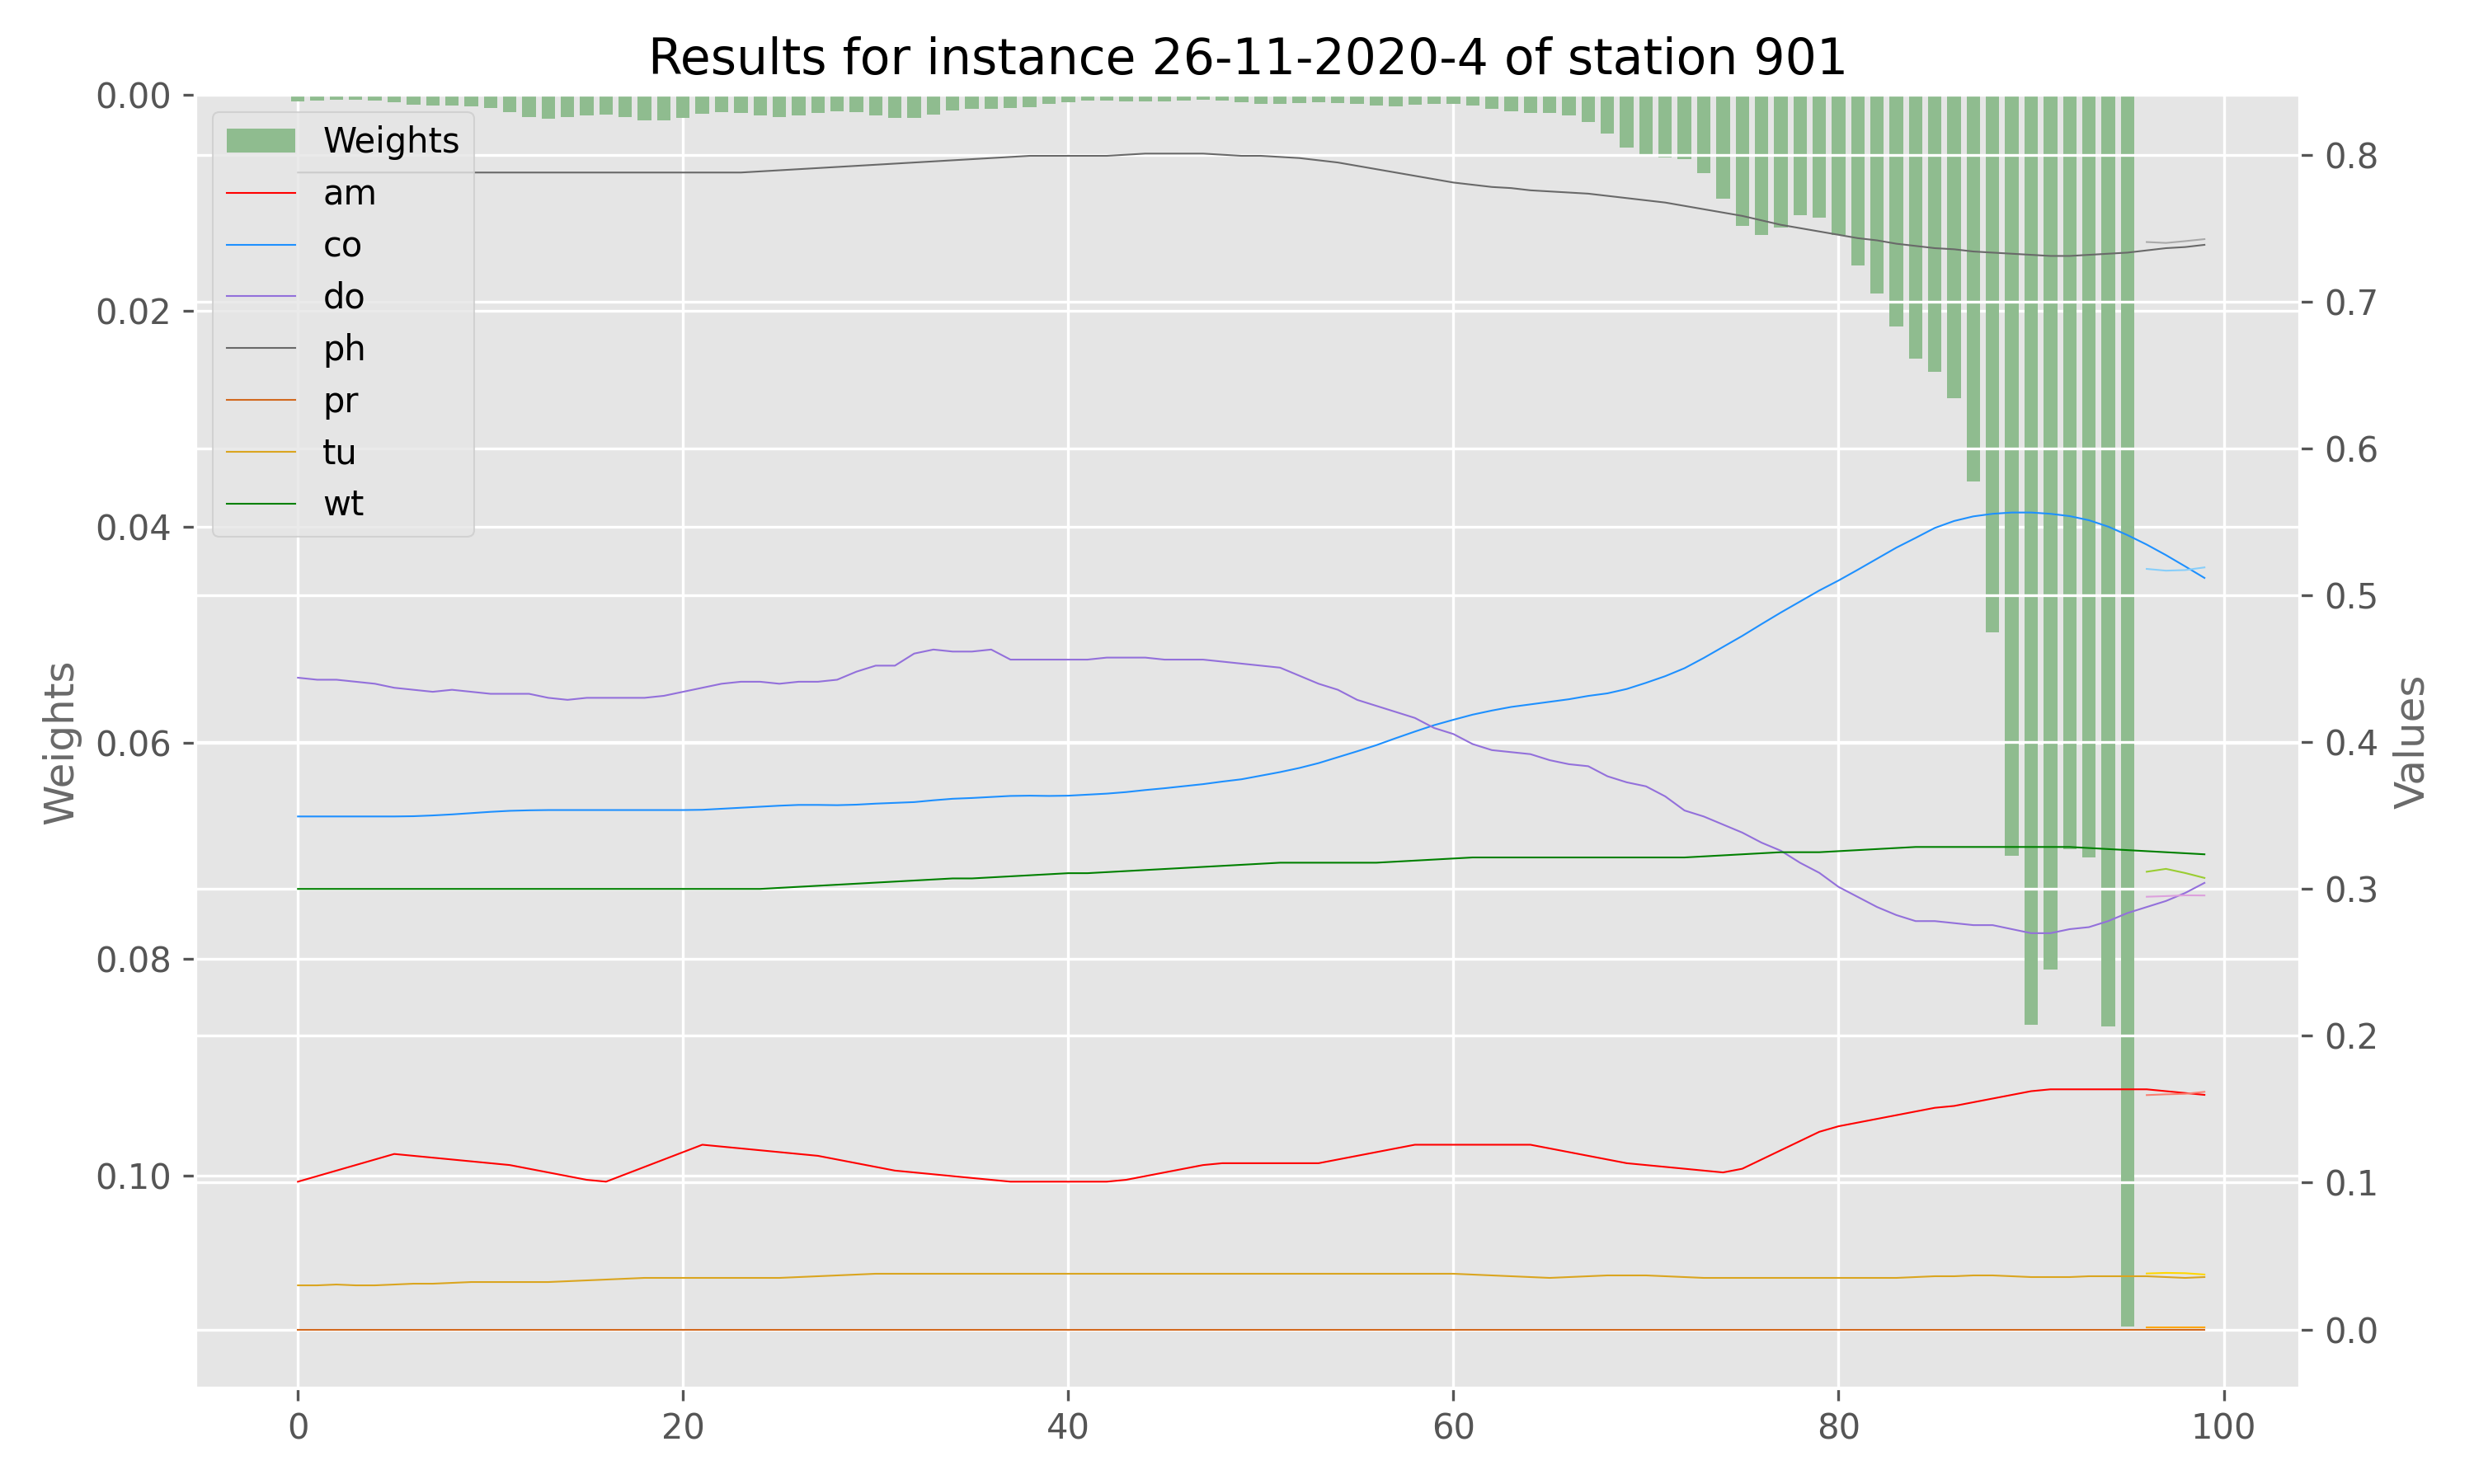 Results for instance 26-11-2020-4 of station 901
0.00
0.02
0.04
0.06
0.08
0.10
Weights
Weights
am
co
do
ph
pr
tu
wt
0.8
0.7
0.6
0.5
0.4
0.3
0.2
0.1
0.0
Values
0 20 40 60 80 100